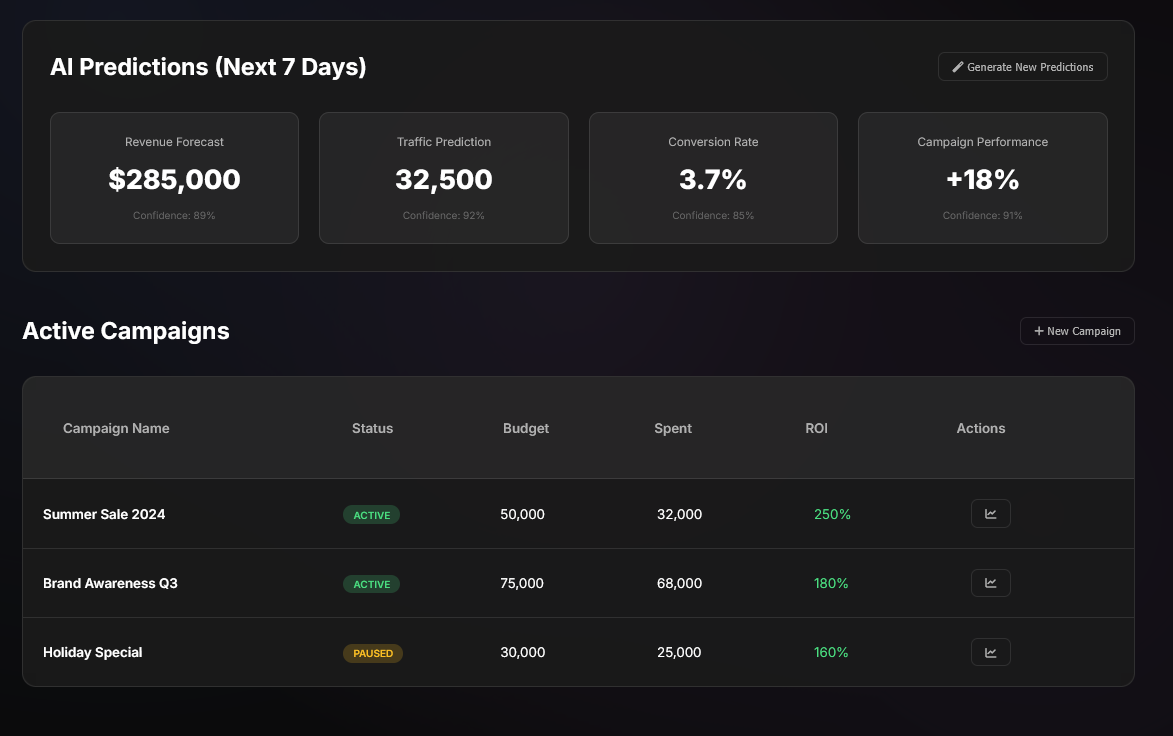 AI Predictions (Next 7 Days)
Generate New Predictions
Revenue Forecast
$285,000
Confidence: 89%
Traffic Prediction
32,500
Confidence: 92%
Conversion Rate
3.7%
Confidence: 85%
Campaign Performance
+18%
Confidence: 91%
Active Campaigns
+ New Campaign
Campaign Name Status Budget Spent ROI Actions
Summer Sale 2024 ACTIVE 50,000 32,000 250%
Brand Awareness Q3 ACTIVE 75,000 68,000 180%
Holiday Special PAUSED 30,000 25,000 160%